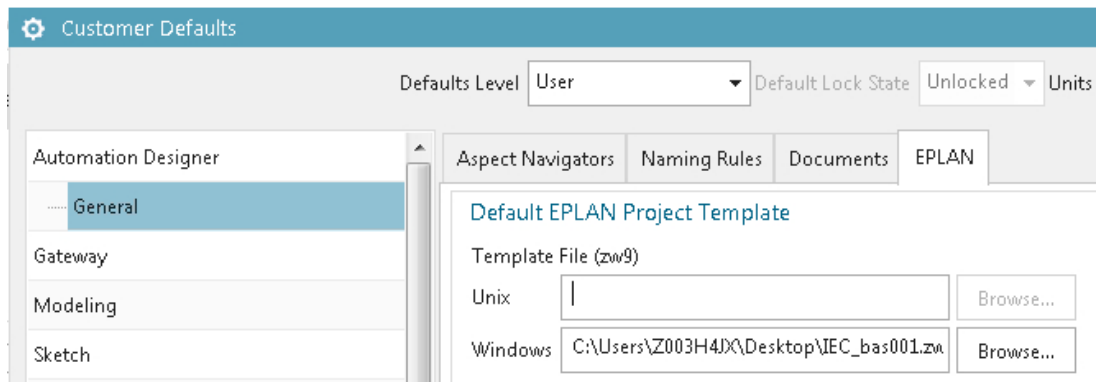 Customer Defaults
Defaults Level User Default Lock State Unlocked Units
Automation Designer
General
Gateway
Modeling
Sketch
Aspect Navigators Naming Rules Documents EPLAN
Default EPLAN Project Template
Template File (zw9)
Unix Browse...
Windows C:\Users\Z003H4JX\Desktop\IEC_bas001.zw Browse...